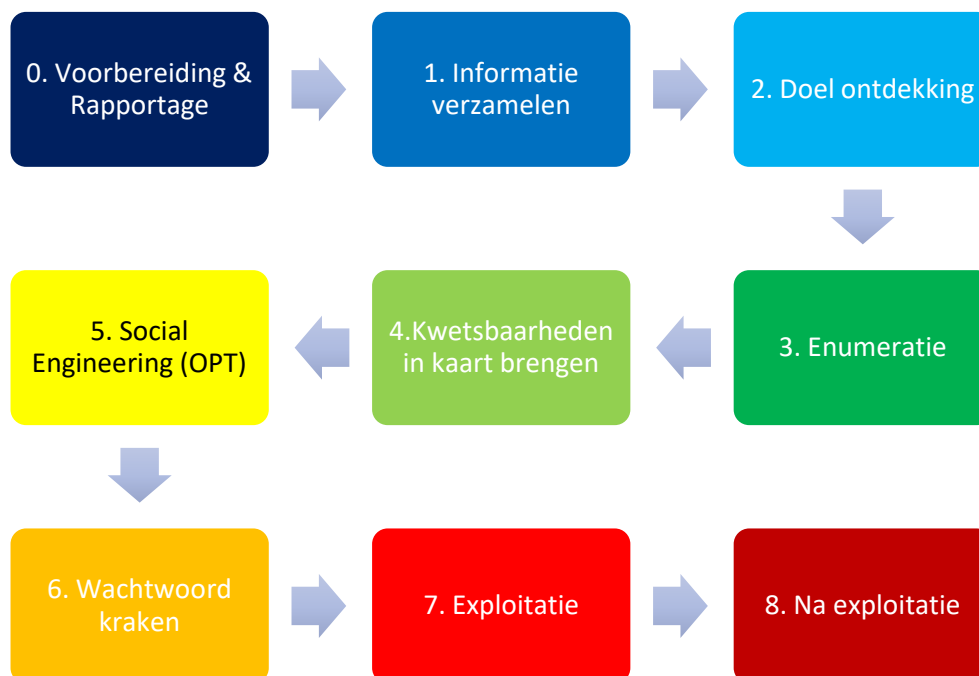 0. Voorbereiding &
Rapportage
1. Informatie
verzamelen
2. Doel ontdekking
3. Enumeratie
4.Kwetsbaarheden
in kaart brengen
5. Social
Engineering (OPT)
6. Wachtwoord
kraken
7. Exploitatie
8. Na exploitatie